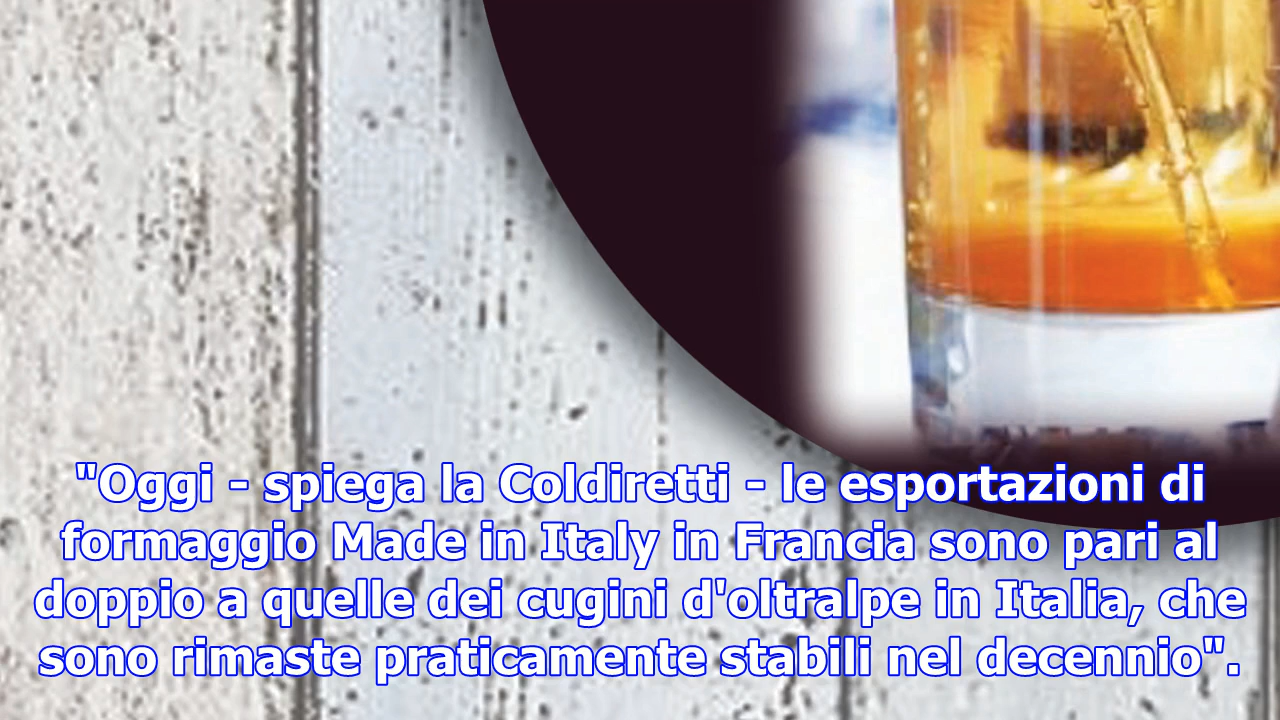 "Oggi - spiega la Coldiretti - le esportazioni di
formaggio Made in Italy in Francia sono pari al
doppio a quelle dei cugini d'oltralpe in Italia, che
sono rimaste praticamente stabili nel decennio".